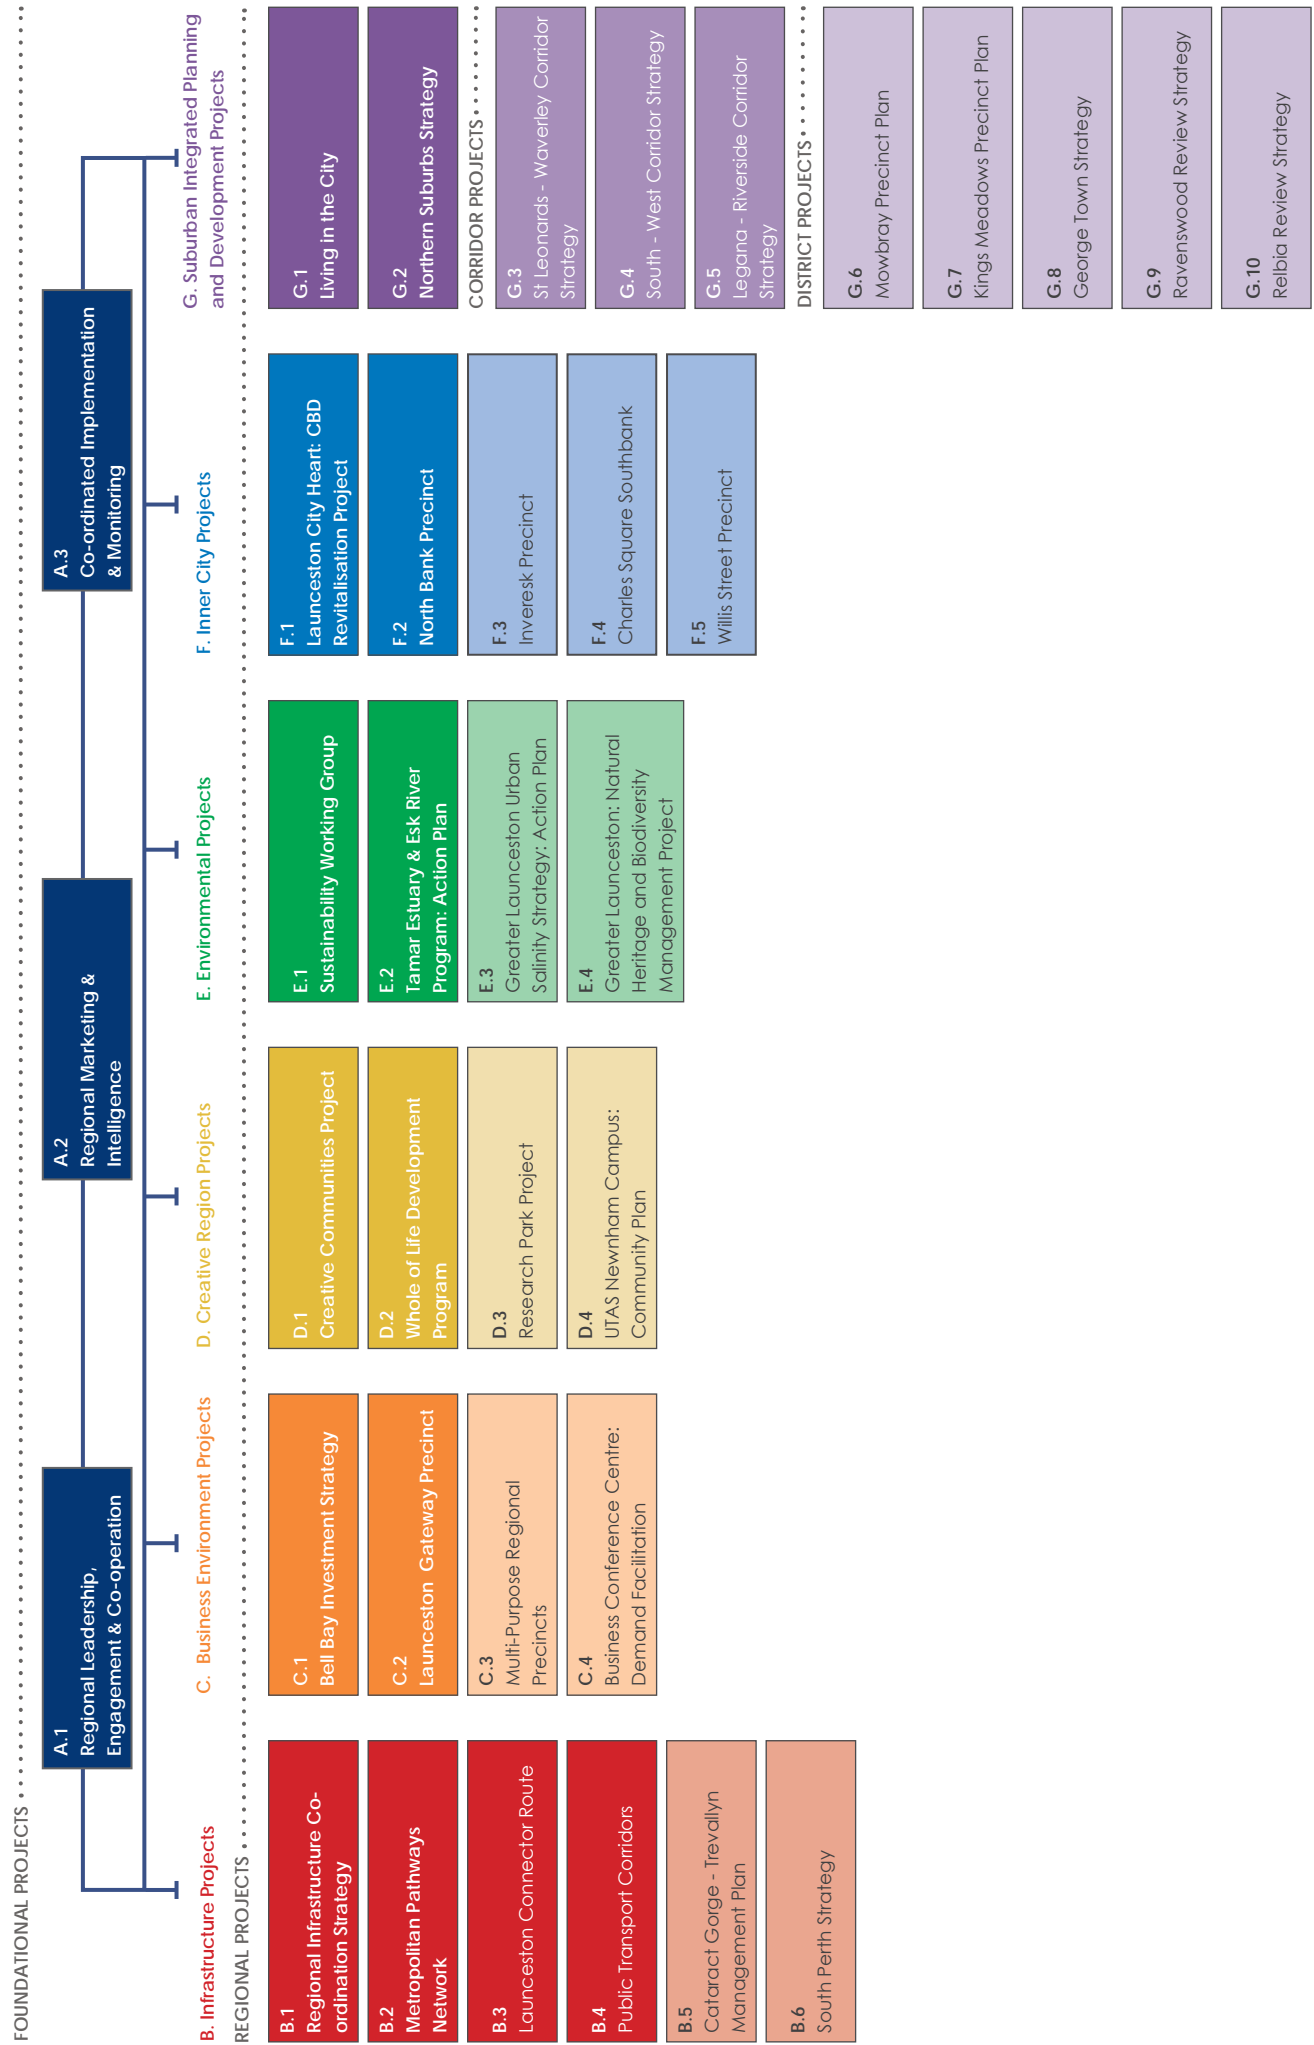 FOUNDATIONAL PROJECTS
A.1
Regional Leadership,
Engagement & Co-operation
A.2
Regional Marketing &
Intelligence
A.3
Co-ordinated Implementation
& Monitoring
B. Infrastructure Projects
C. Business Environment Projects
D. Creative Region Projects
E. Environmental Projects
F. Inner City Projects
G. Suburban Integrated Planning
and Development Projects
REGIONAL PROJECTS
B.1
Regional Infrastructure Co-
ordination Strategy
B.2
Metropolitan Pathways
Network
B.3
Launceston Connector Route
B.4
Public Transport Corridors
B.5
Cataract Gorge - Trevallyn
Management Plan
B.6
South Perth Strategy
C.1
Bell Bay Investment Strategy
C.2
Launceston Gateway Precinct
C.3
Multi-Purpose Regional
Precincts
C.4
Business Conference Centre:
Demand Facilitation
D.1
Creative Communities Project
D.2
Whole of Life Development
Program
D.3
Research Park Project
D.4
UTAS Newnham Campus:
Community Plan
E.1
Sustainability Working Group
E.2
Tamar Estuary & Esk River
Program: Action Plan
E.3
Greater Launceston Urban
Salinity Strategy: Action Plan
E.4
Greater Launceston: Natural
Heritage and Biodiversity
Management Project
F.1
Launceston City Heart: CBD
Revitalisation Project
F.2
North Bank Precinct
F.3
Inveresk Precinct
F.4
Charles Square Southbank
F.5
Willis Street Precinct
G.1
Living in the City
G.2
Northern Suburbs Strategy
CORRIDOR PROJECTS
G.3
St Leonards - Waverley Corridor
Strategy
G.4
South - West Corridor Strategy
G.5
Legana - Riverside Corridor
Strategy
DISTRICT PROJECTS
G.6
Mowbray Precinct Plan
G.7
Kings Meadows Precinct Plan
G.8
George Town Strategy
G.9
Ravenswood Review Strategy
G.10
Relbia Review Strategy